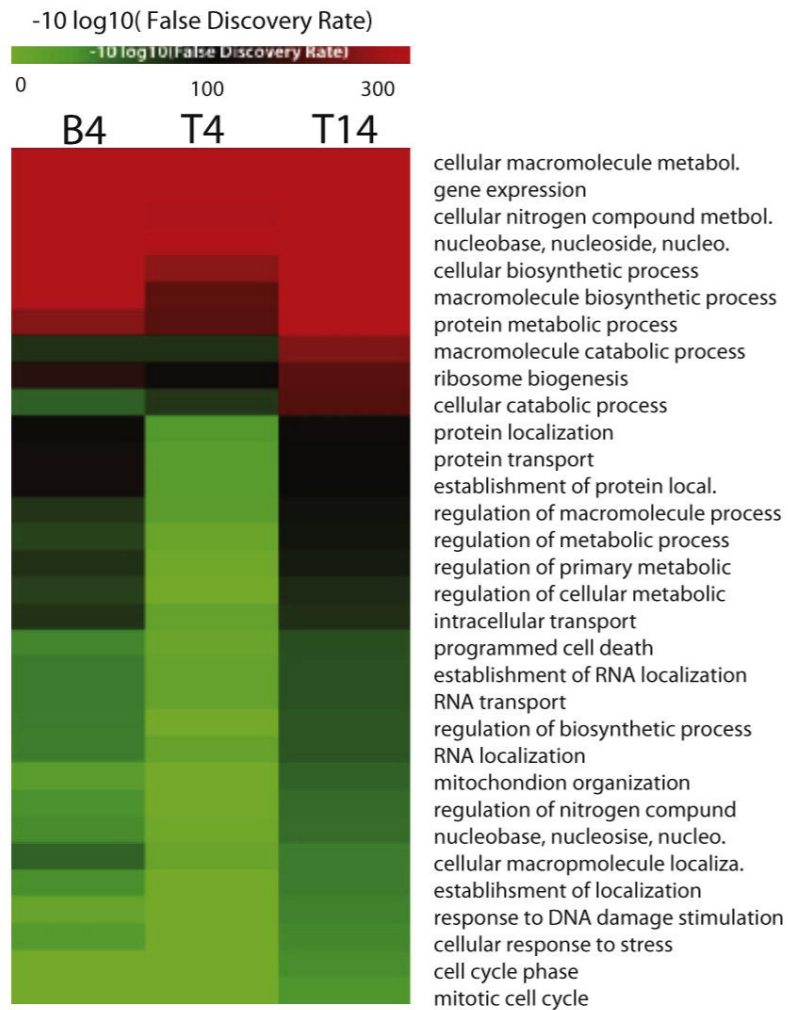 -10 log10( False Discovery Rate)
-10 log10(False Discovery Rate)
0 100 300
B4 T4 T14
cellular macromolecule metabol.
gene expression
cellular nitrogen compound metbol.
nucleobase, nucleoside, nucleo.
cellular biosynthetic process
macromolecule biosynthetic process
protein metabolic process
macromolecule catabolic process
ribosome biogenesis
cellular catabolic process
protein localization
protein transport
establishment of protein local.
regulation of macromolecule process
regulation of metabolic process
regulation of primary metabolic
regulation of cellular metabolic
intracellular transport
programmed cell death
establishment of RNA localization
RNA transport
regulation of biosynthetic process
RNA localization
mitochondion organization
regulation of nitrogen compund
nucleobase, nucleosise, nucleo.
cellular macropmolecule localiza.
establihsment of localization
response to DNA damage stimulation
cellular response to stress
cell cycle phase
mitotic cell cycle